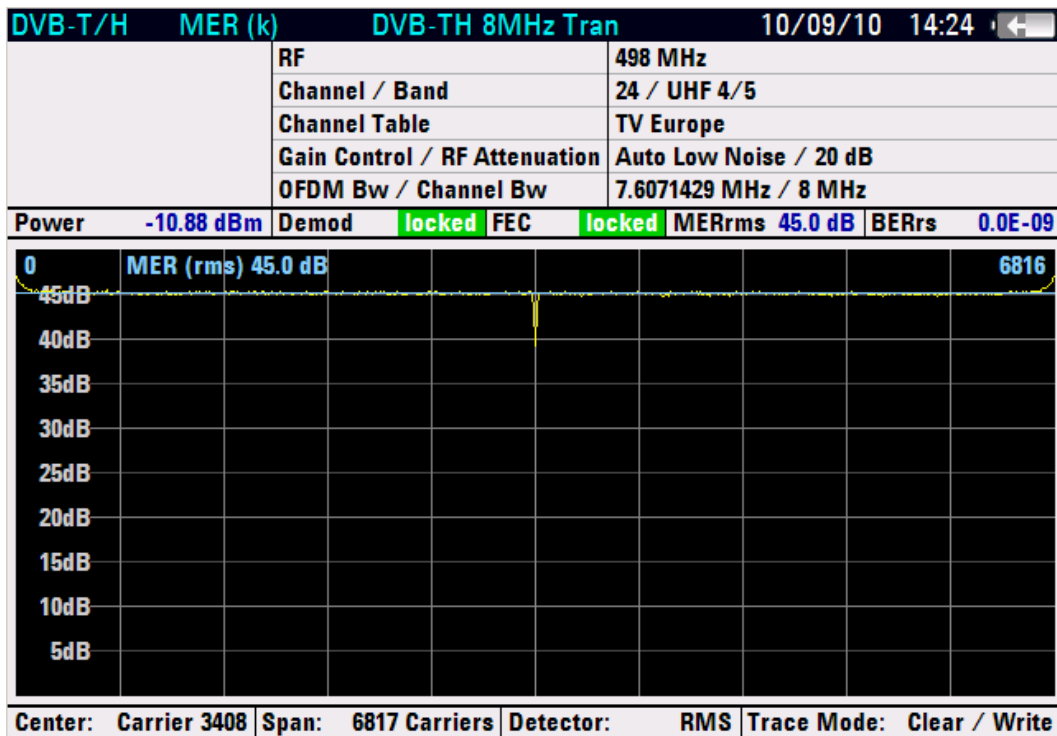 DVB-T/H MER (k) DVB-TH 8MHz Tran 10/09/10 14:24
RF 498 MHz
Channel / Band 24 / UHF 4/5
Channel Table TV Europe
Gain Control / RF Attenuation Auto Low Noise / 20 dB
OFDM Bw / Channel Bw 7.6071429 MHz / 8 MHz
Power -10.88 dBm Demod locked FEC locked MERrms 45.0 dB BERrs 0.0E-09
0 MER (rms) 45.0 dB 6816
45dB
40dB
35dB
30dB
25dB
20dB
15dB
10dB
5dB
Center: Carrier 3408 Span: 6817 Carriers Detector: RMS Trace Mode: Clear / Write